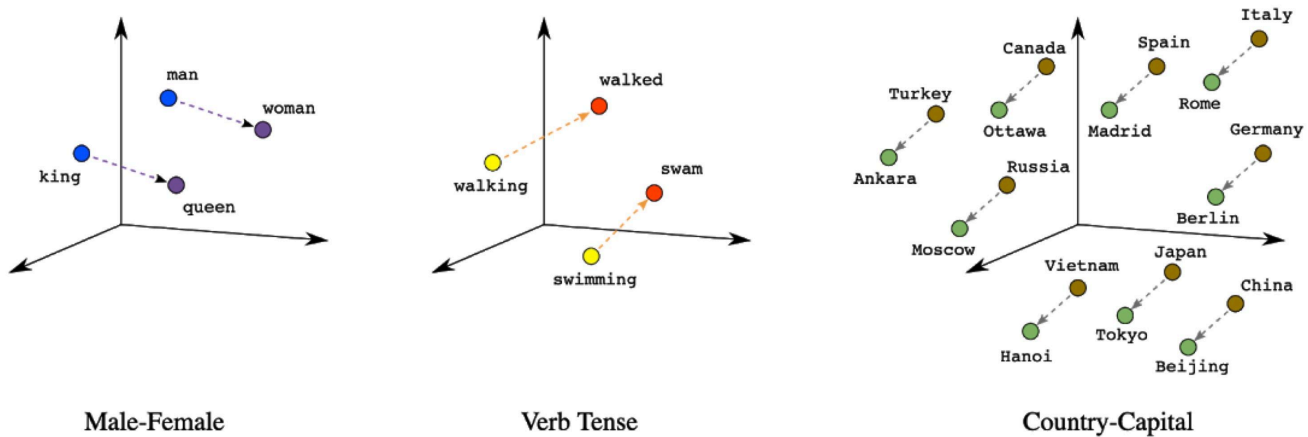 man
woman
king
queen
Male-Female
walked
walking
swam
swimming
Verb Tense
Italy
Canada
Spain
Turkey
Rome
Ottawa
Madrid
Germany
Ankara
Russia
Berlin
Moscow
Vietnam
Japan
China
Tokyo
Hanoi
Beijing
Country-Capital